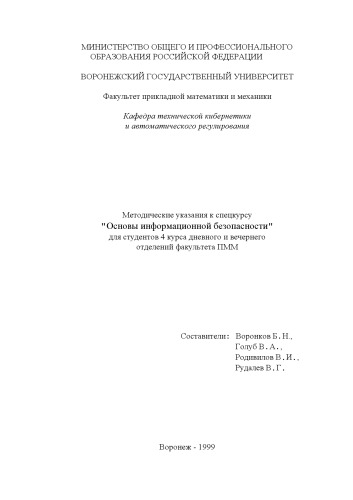 МИНИСТЕРСТВО ОБЩЕГО И ПРОФЕССИОНАЛЬНОГО
ОБРАЗОВАНИЯ РОССИЙСКОЙ ФЕДЕРАЦИИ
ВОРОНЕЖСКИЙ ГОСУДАРСТВЕННЫЙ УНИВЕРСИТЕТ
Факультет прикладной математики и механики
Кафедра технической кибернетики
и автоматического регулирования
Методические указания к спецкурсу
"Основы информационной безопасности"
для студентов 4 курса дневного и вечернего
отделений факультета ПММ
Составители: Воронков Б.Н.,
Голуб В.А.,
Родивилов В.И.,
Рудалев В.Г.
Воронеж - 1999